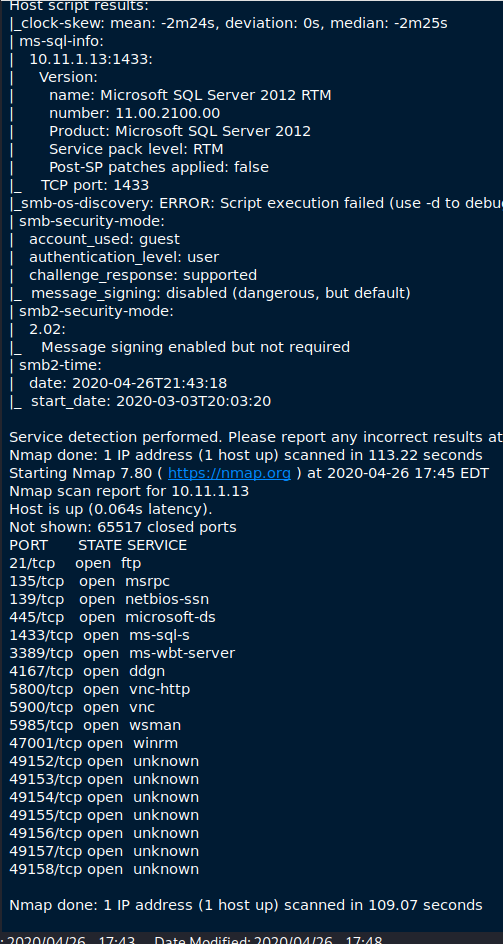 Host script results:
|_clock-skew: mean: -2m24s, deviation: 0s, median: -2m25s
| ms-sql-info:
|   10.11.1.13:1433:
|     Version:
|       name: Microsoft SQL Server 2012 RTM
|       number: 11.00.2100.00
|       Product: Microsoft SQL Server 2012
|       Service pack level: RTM
|       Post-SP patches applied: false
|_    TCP port: 1433
|_smb-os-discovery: ERROR: Script execution failed (use -d to debu
| smb-security-mode:
|   account_used: guest
|   authentication_level: user
|   challenge_response: supported
|_  message_signing: disabled (dangerous, but default)
| smb2-security-mode:
|   2.02:
|_    Message signing enabled but not required
| smb2-time:
|   date: 2020-04-26T21:43:18
|_  start_date: 2020-03-03T20:03:20

Service detection performed. Please report any incorrect results at
Nmap done: 1 IP address (1 host up) scanned in 113.22 seconds
Starting Nmap 7.80 ( https://nmap.org ) at 2020-04-26 17:45 EDT
Nmap scan report for 10.11.1.13
Host is up (0.064s latency).
Not shown: 65517 closed ports
PORT      STATE SERVICE
21/tcp    open  ftp
135/tcp   open  msrpc
139/tcp   open  netbios-ssn
445/tcp   open  microsoft-ds
1433/tcp  open  ms-sql-s
3389/tcp  open  ms-wbt-server
4167/tcp  open  ddgn
5800/tcp  open  vnc-http
5900/tcp  open  vnc
5985/tcp  open  wsman
47001/tcp open  winrm
49152/tcp open  unknown
49153/tcp open  unknown
49154/tcp open  unknown
49155/tcp open  unknown
49156/tcp open  unknown
49157/tcp open  unknown
49158/tcp open  unknown

Nmap done: 1 IP address (1 host up) scanned in 109.07 seconds
: 2020/04/26 - 17:43 Date Modified: 2020/04/26 - 17:48